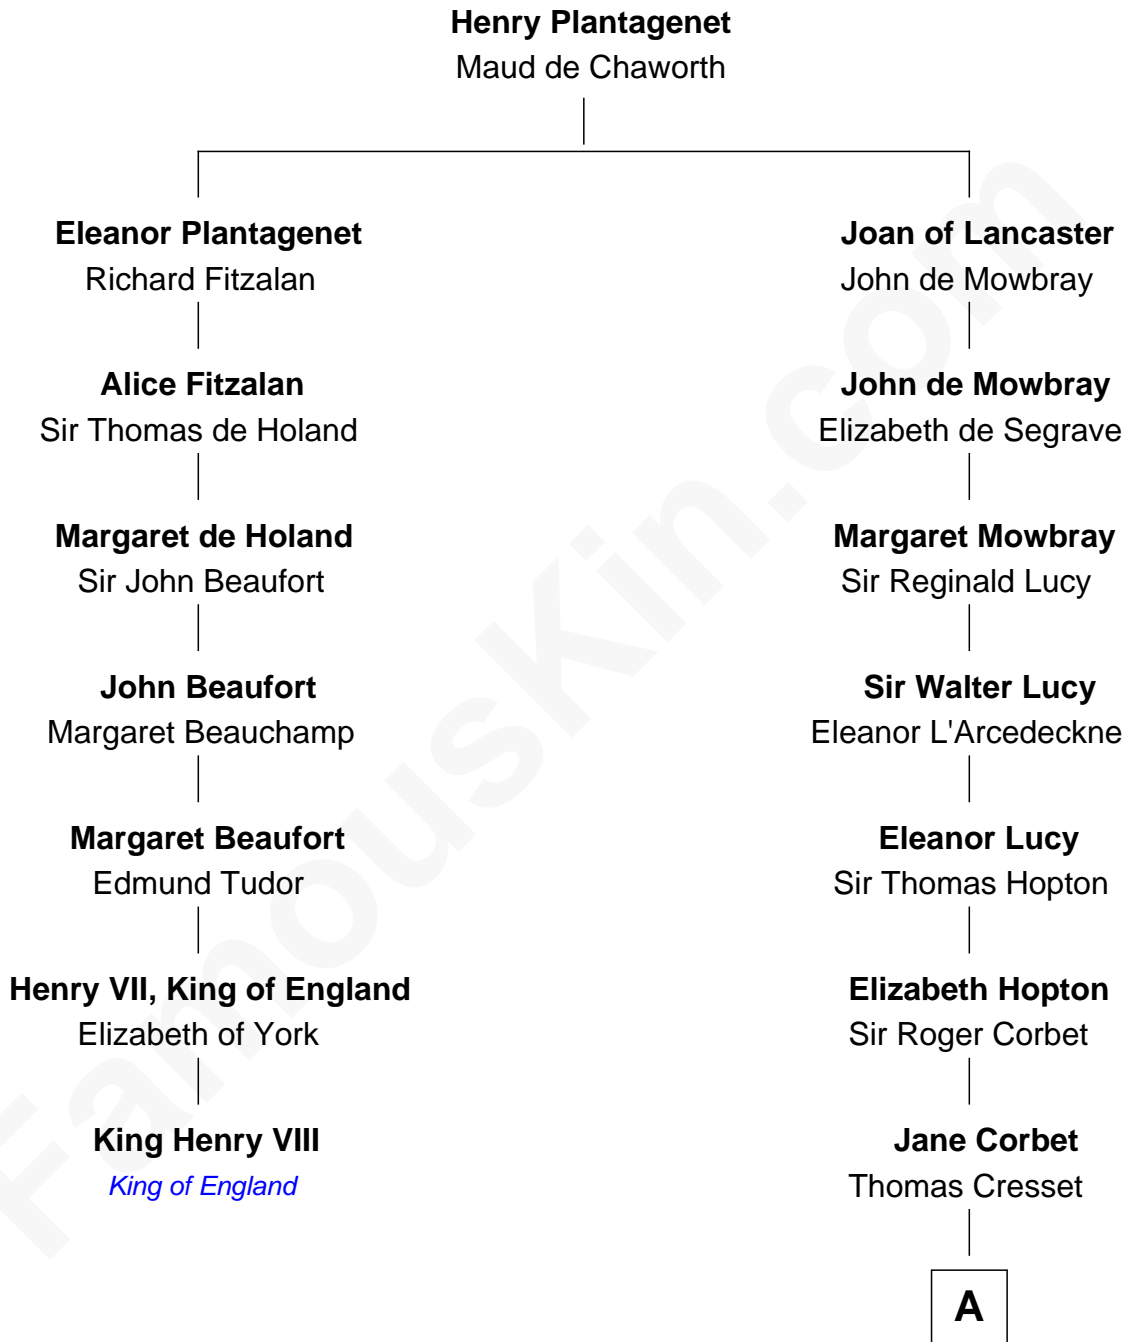 Henry Plantagenet
Maud de Chaworth
Eleanor Plantagenet
Richard Fitzalan
Joan of Lancaster
John de Mowbray
Alice Fitzalan
Sir Thomas de Holand
John de Mowbray
Elizabeth de Segrave
Margaret de Holand
Sir John Beaufort
Margaret Mowbray
Sir Reginald Lucy
John Beaufort
Margaret Beauchamp
Sir Walter Lucy
Eleanor L'Arcedeckne
Margaret Beaufort
Edmund Tudor
Eleanor Lucy
Sir Thomas Hopton
Henry VII, King of England
Elizabeth of York
Elizabeth Hopton
Sir Roger Corbet
King Henry VIII
King of England
Jane Corbet
Thomas Cresset
A
FamousKin.com